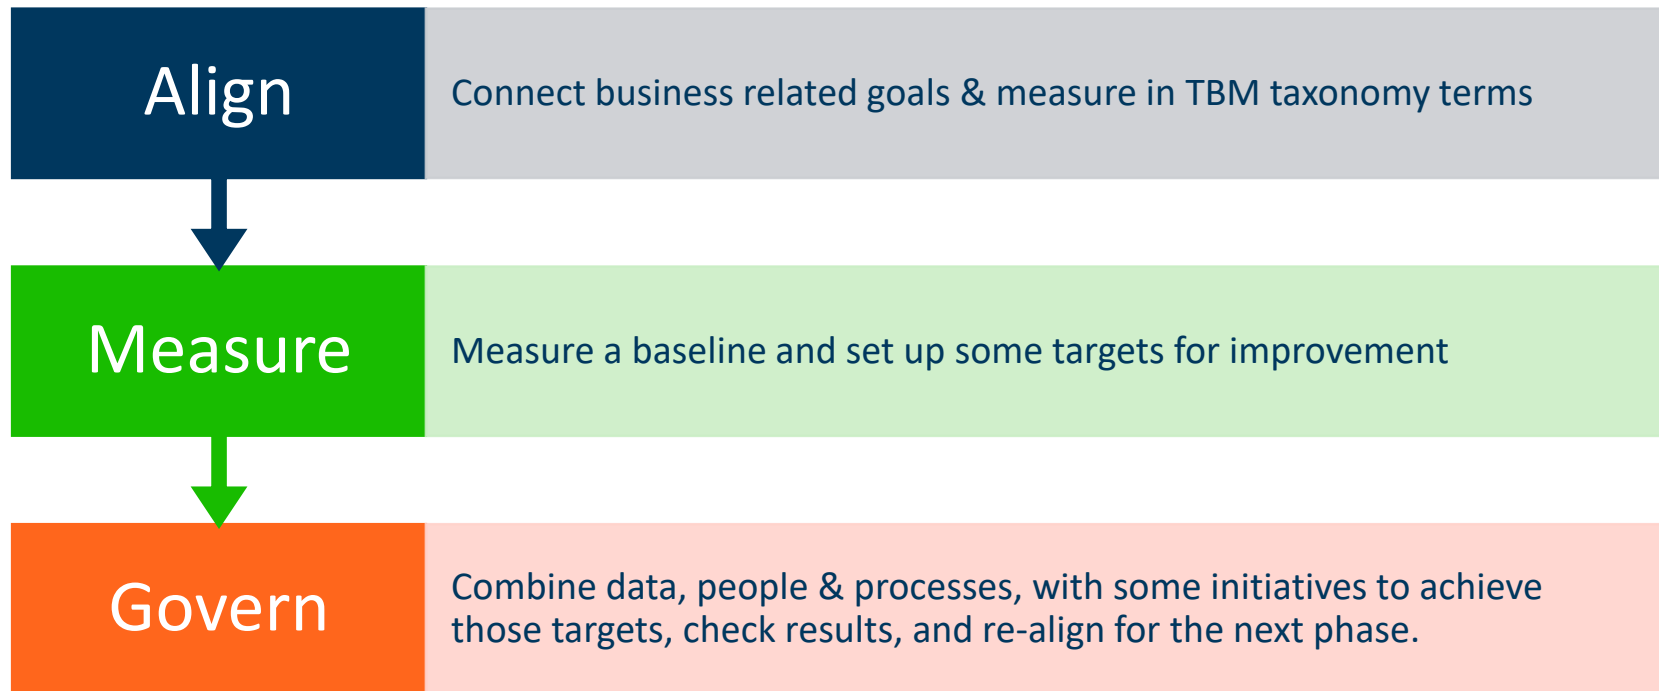 Align
Connect business related goals & measure in TBM taxonomy terms
Measure
Measure a baseline and set up some targets for improvement
Govern
Combine data, people & processes, with some initiatives to achieve
those targets, check results, and re-align for the next phase.